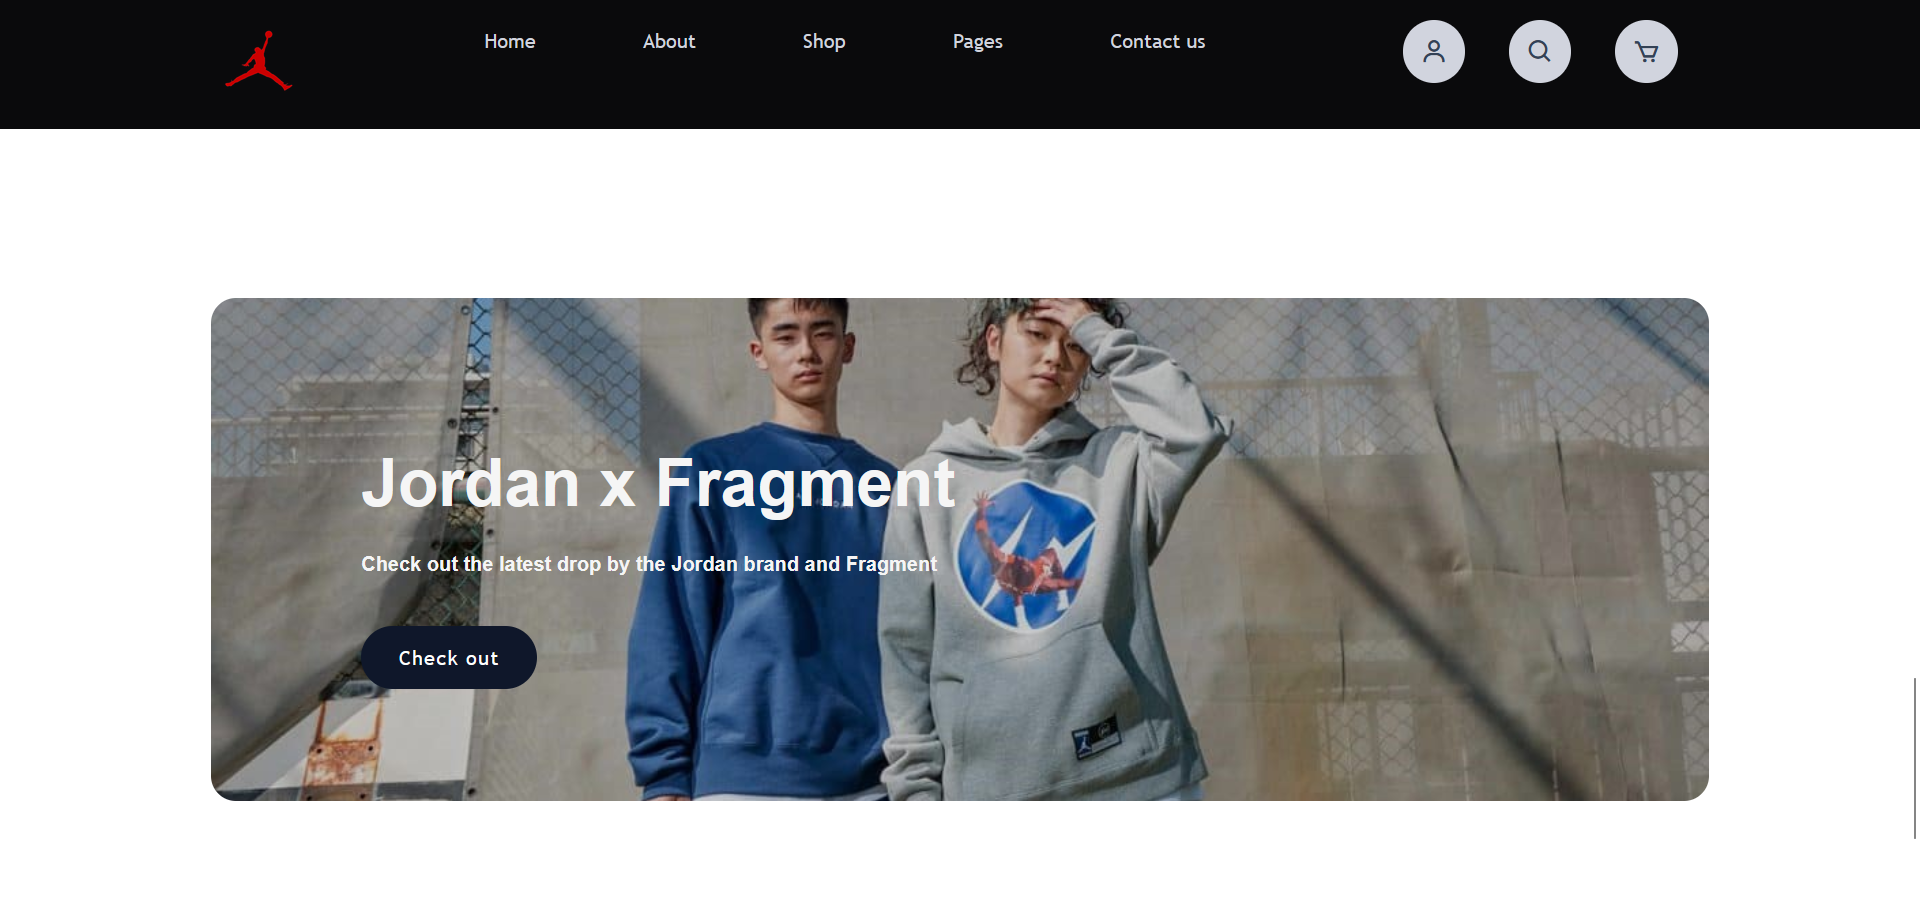 Home
About
Shop
Pages
Contact us
Jordan x Fragment
Check out the latest drop by the Jordan brand and Fragment
Check out